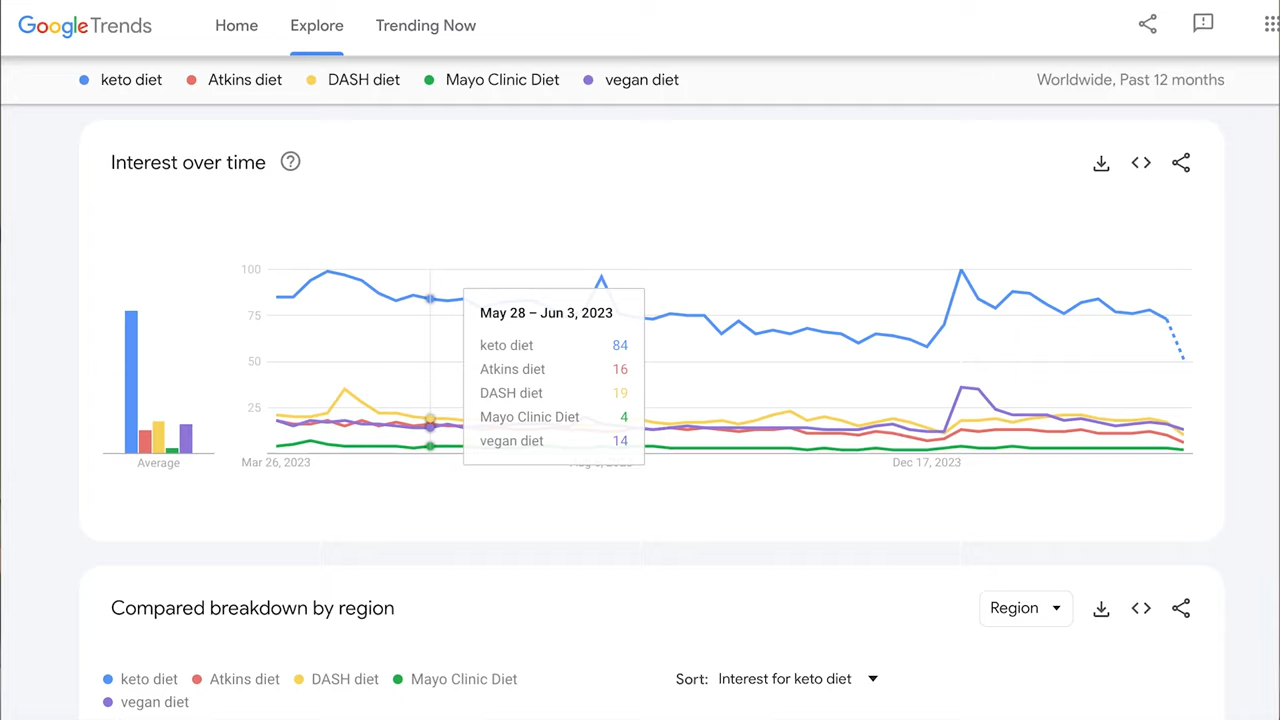 Google Trends Home Explore Trending Now
keto diet Atkins diet DASH diet Mayo Clinic Diet vegan diet Worldwide, Past 12 months
Interest over time ?
100
75
50
25
Average
Mar 26, 2023
Dec 17, 2023
May 28 – Jun 3, 2023
keto diet 84
Atkins diet 16
DASH diet 19
Mayo Clinic Diet 4
vegan diet 14
Compared breakdown by region Region
keto diet Atkins diet DASH diet Mayo Clinic Diet
vegan diet
Sort: Interest for keto diet